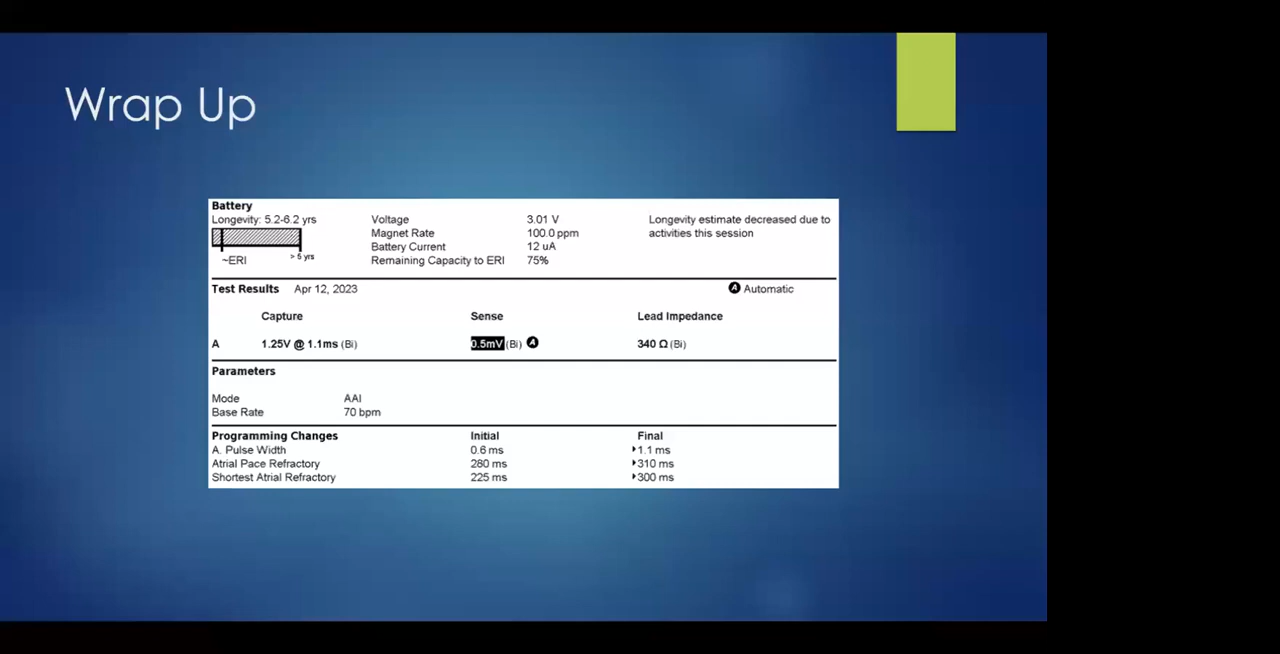 Wrap Up
Battery
Longevity: 5.2-6.2 yrs Voltage 3.01 V Longevity estimate decreased due to
Magnet Rate 100.0 ppm activities this session
Battery Current 12 uA
~ERI > 5 yrs Remaining Capacity to ERI 75%
Test Results Apr 12, 2023 A Automatic
Capture Sense Lead Impedance
A 1.25V @ 1.1ms (Bi) 0.5mV (Bi) A 340 Ω (Bi)
Parameters
Mode AAI
Base Rate 70 bpm
Programming Changes Initial Final
A. Pulse Width 0.6 ms 1.1 ms
Atrial Pace Refractory 280 ms 310 ms
Shortest Atrial Refractory 225 ms 300 ms